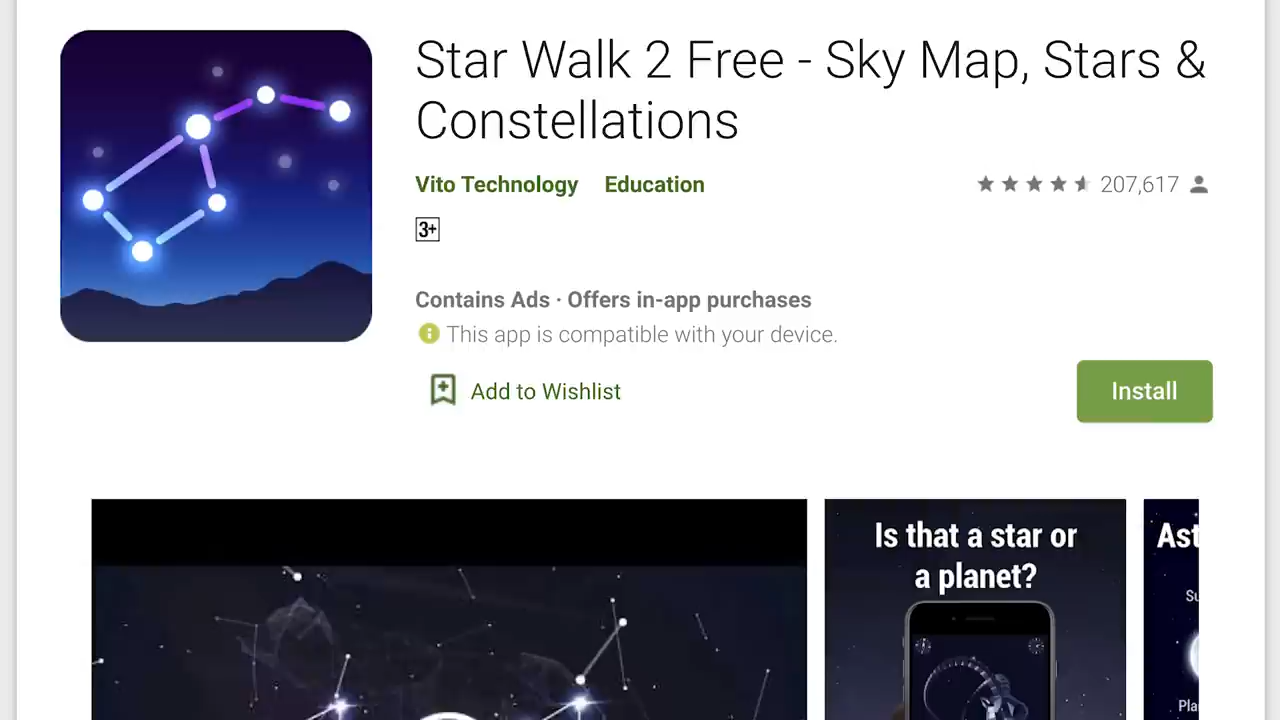 Star Walk 2 Free - Sky Map, Stars &
Constellations
Vito Technology Education 207,617
3+
Contains Ads · Offers in-app purchases
This app is compatible with your device.
Add to Wishlist
Install
Is that a star or
a planet?